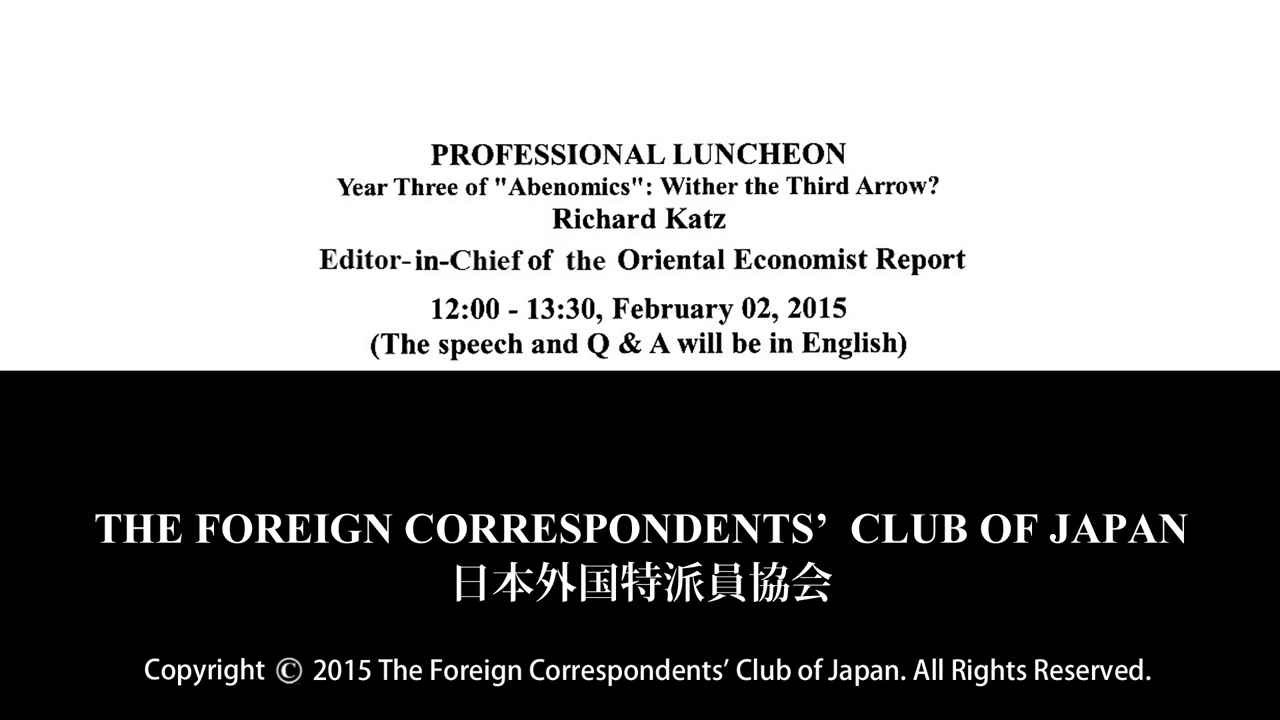 PROFESSIONAL LUNCHEON
Year Three of "Abenomics": Wither the Third Arrow?
Richard Katz
Editor-in-Chief of the Oriental Economist Report
12:00 - 13:30, February 02, 2015
(The speech and Q & A will be in English)
THE FOREIGN CORRESPONDENTS’ CLUB OF JAPAN
日本外国特派員協会
Copyright © 2015 The Foreign Correspondents’ Club of Japan. All Rights Reserved.